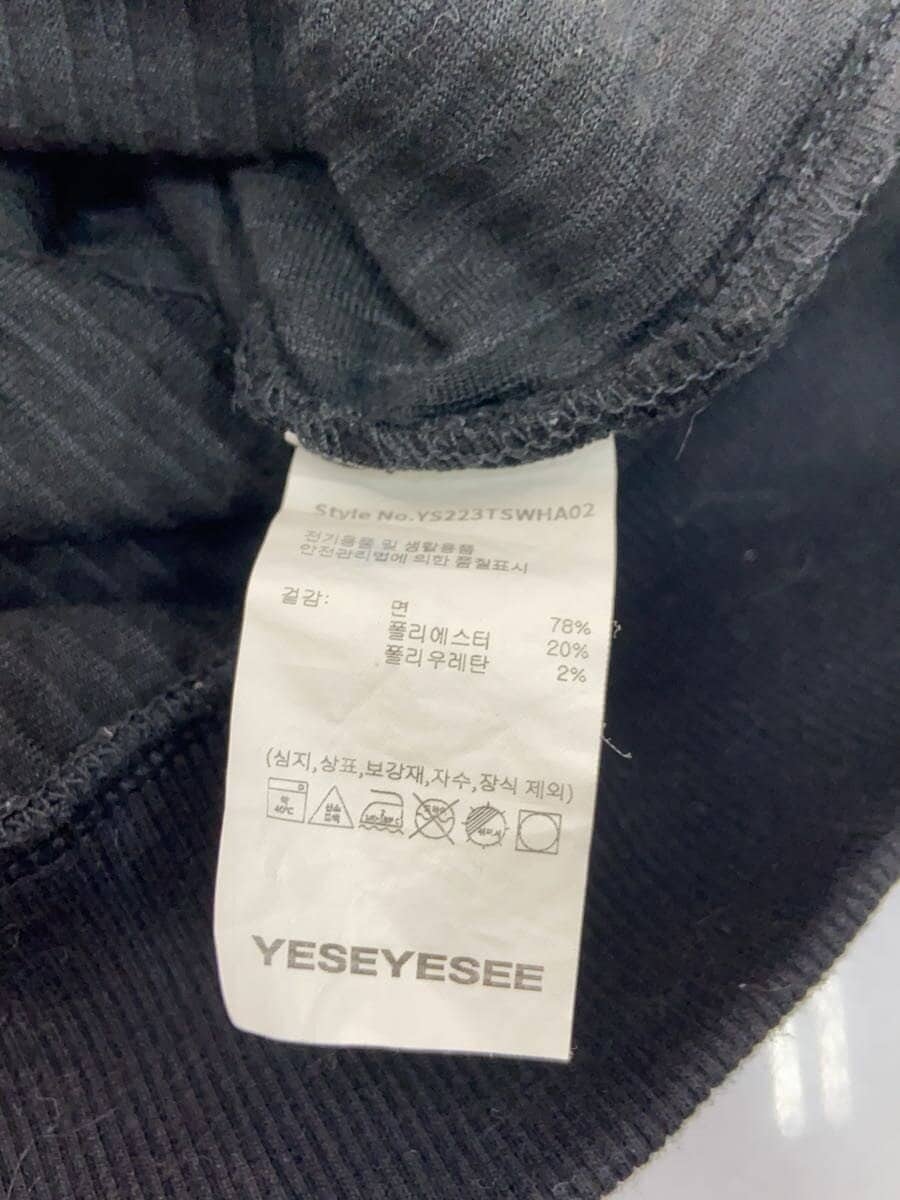 Style No.YS223TSWHA02
전기용품 및 생활용품
안전관리법에 의한 품질표시
겉감: 면 78%
폴리에스터 20%
폴리우레탄 2%
(심지,상표,보강재,자수,장식 제외)
약 40℃
YESEYESEE